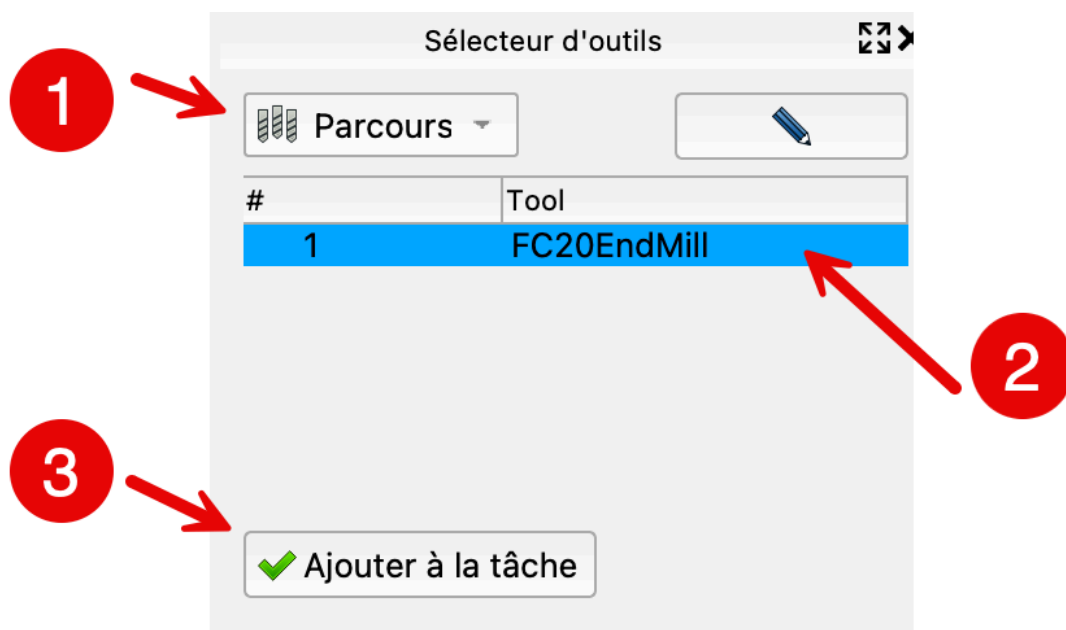 Sélecteur d'outils
1
Parcours
# Tool
1 FC20EndMill
2
3
Ajouter à la tâche